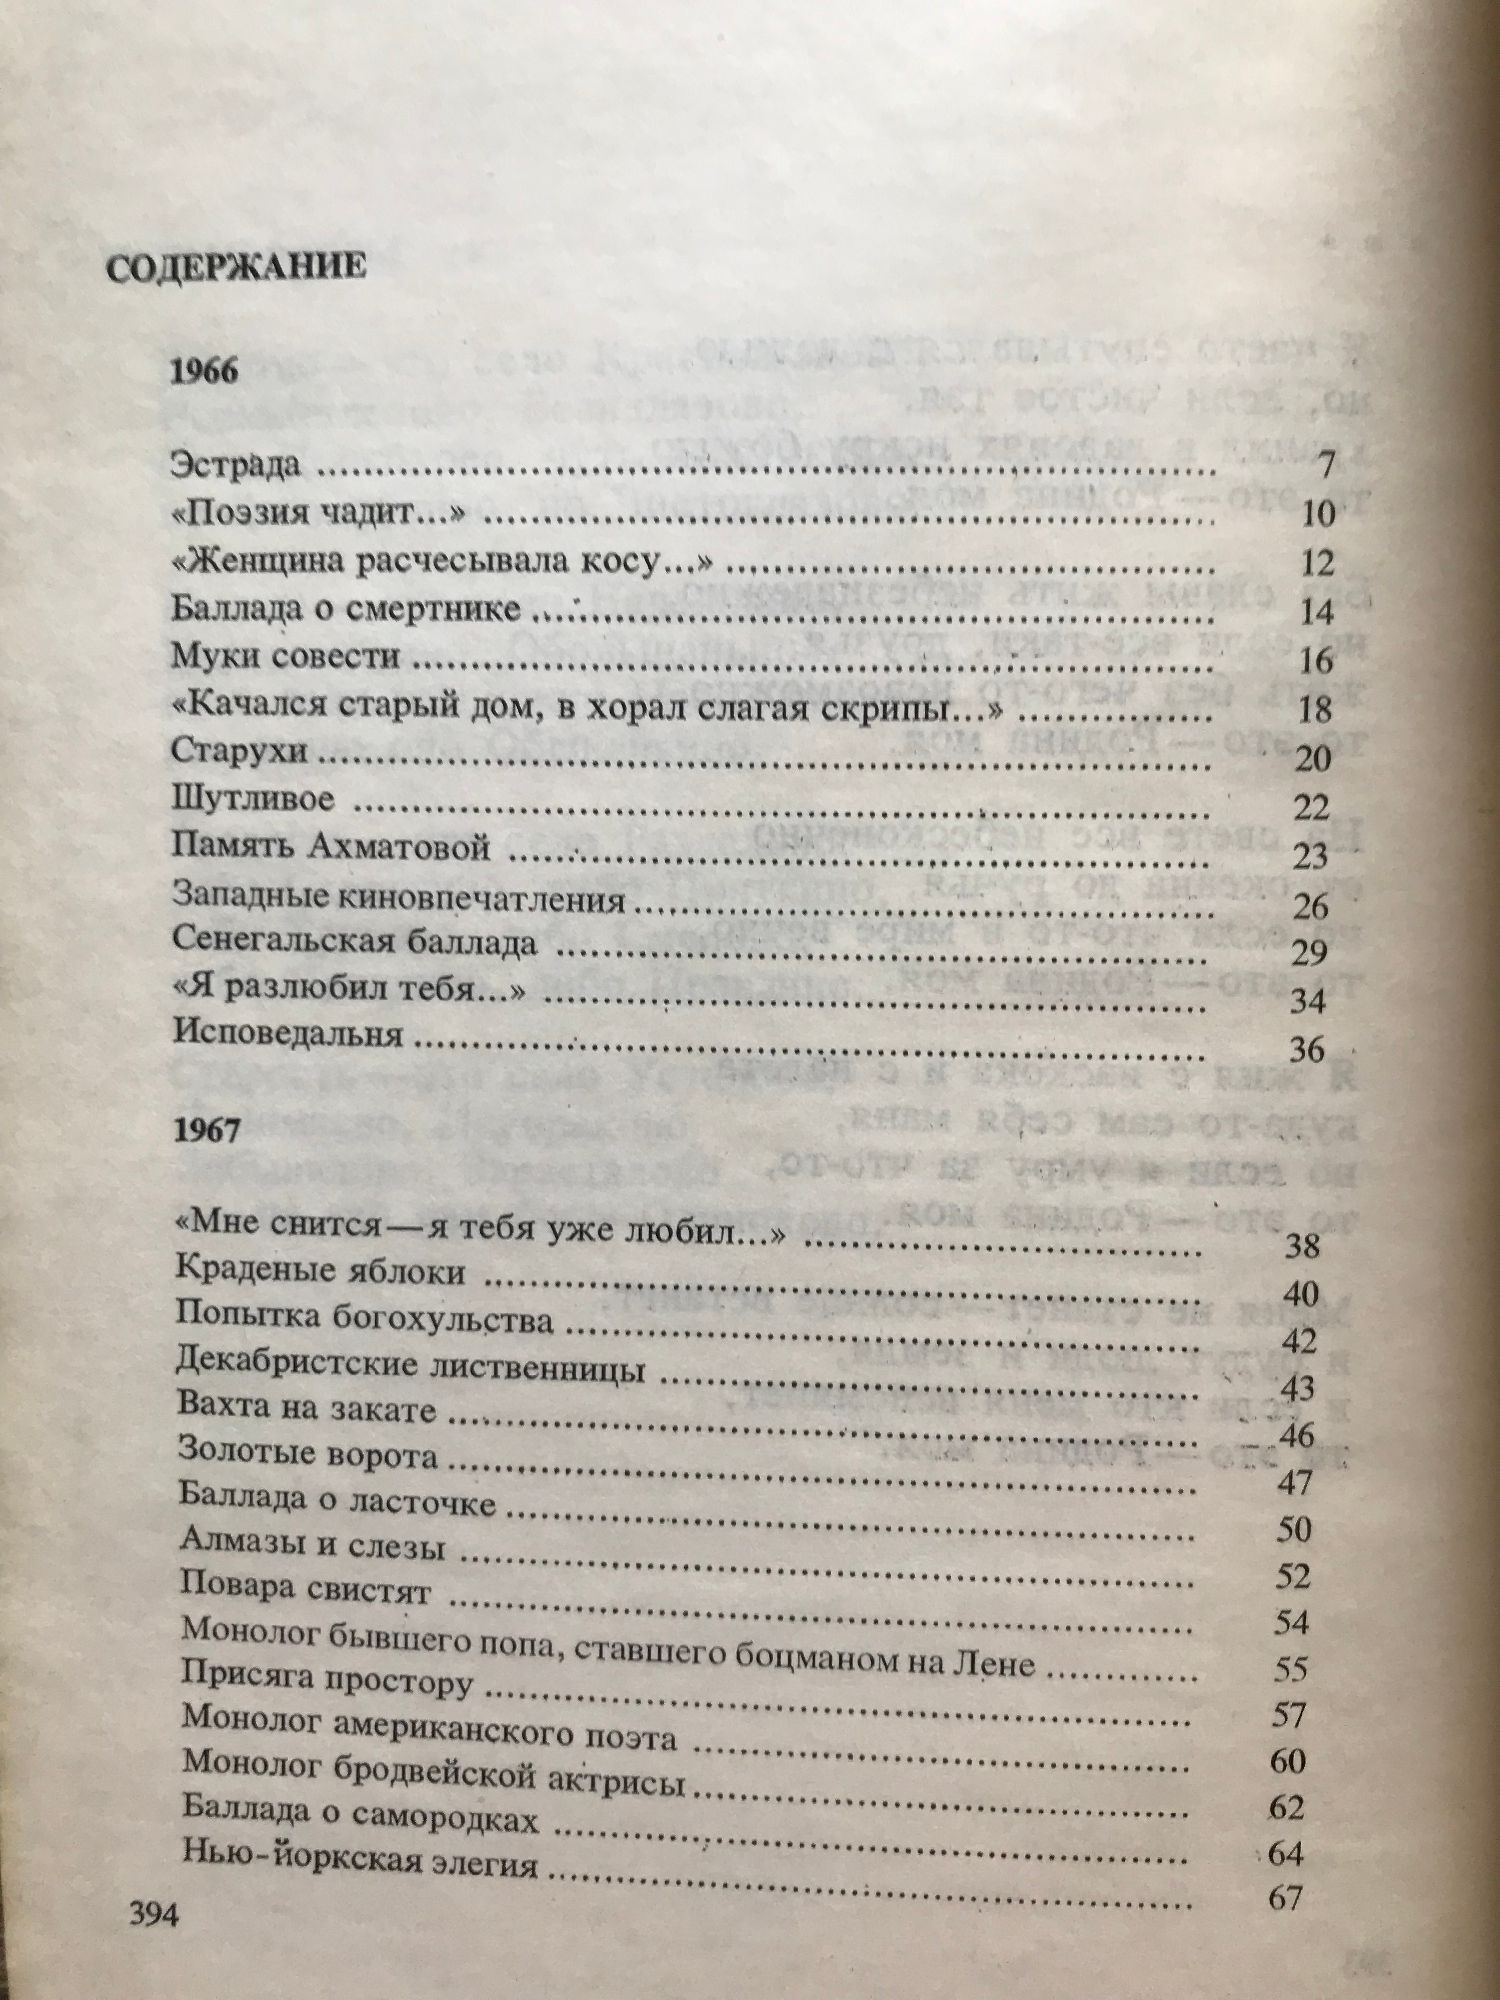 СОДЕРЖАНИЕ
1966
Эстрада ........ 7
«Поэзия чадит...» ........ 10
«Женщина расчесывала косу...» ........ 12
Баллада о смертнике ........ 14
Муки совести ........ 16
«Качался старый дом, в хорал слагая скрипы...» ........ 18
Старухи ........ 20
Шутливое ........ 22
Память Ахматовой ........ 23
Западные киновпечатления ........ 26
Сенегальская баллада ........ 29
«Я разлюбил тебя...» ........ 34
Исповедальня ........ 36
1967
«Мне снится — я тебя уже любил...» ........ 38
Краденые яблоки ........ 40
Попытка богохульства ........ 42
Декабристские лиственницы ........ 43
Вахта на закате ........ 46
Золотые ворота ........ 47
Баллада о ласточке ........ 50
Алмазы и слезы ........ 52
Повара свистят ........ 54
Монолог бывшего попа, ставшего боцманом на Лене ........ 55
Присяга простору ........ 57
Монолог американского поэта ........ 60
Монолог бродвейской актрисы ........ 62
Баллада о самородках ........ 64
Нью-йоркская элегия ........ 67
394